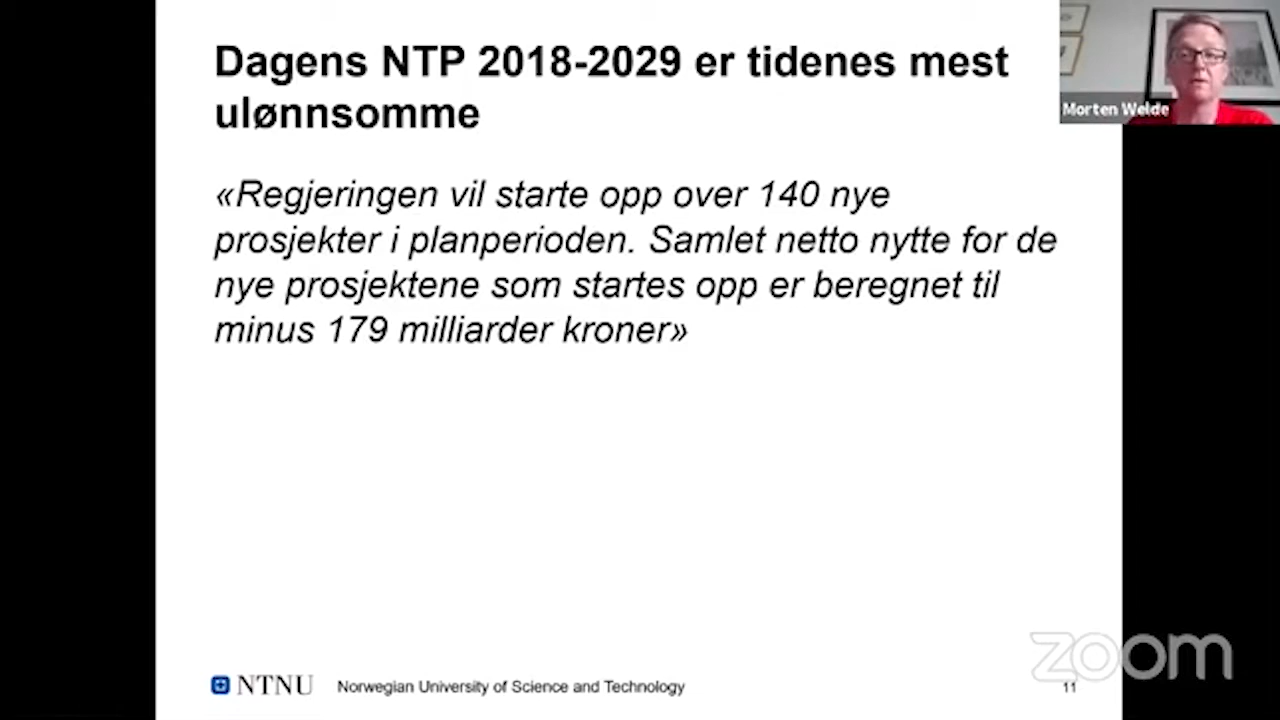 Dagens NTP 2018-2029 er tidenes mest
ulønnsomme
«Regjeringen vil starte opp over 140 nye
prosjekter i planperioden. Samlet netto nytte for de
nye prosjektene som startes opp er beregnet til
minus 179 milliarder kroner»
Morten Welde
zoom
NTNU
Norwegian University of Science and Technology
11